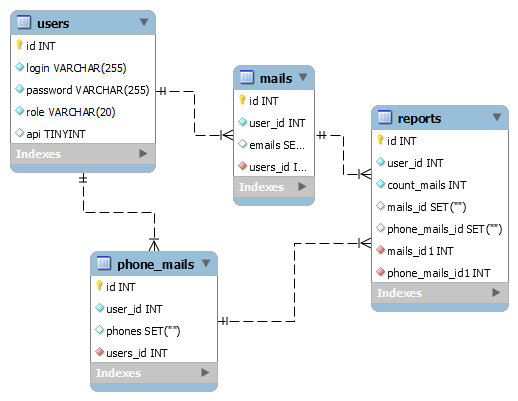 users
id INT
login VARCHAR(255)
password VARCHAR(255)
role VARCHAR(20)
api TINYINT
Indexes
mails
id INT
user_id INT
emails SE...
users_id I...
Indexes
reports
id INT
user_id INT
count_mails INT
mails_id SET("")
phone_mails_id SET("")
mails_id1 INT
phone_mails_id1 INT
Indexes
phone_mails
id INT
user_id INT
phones SET("")
users_id INT
Indexes